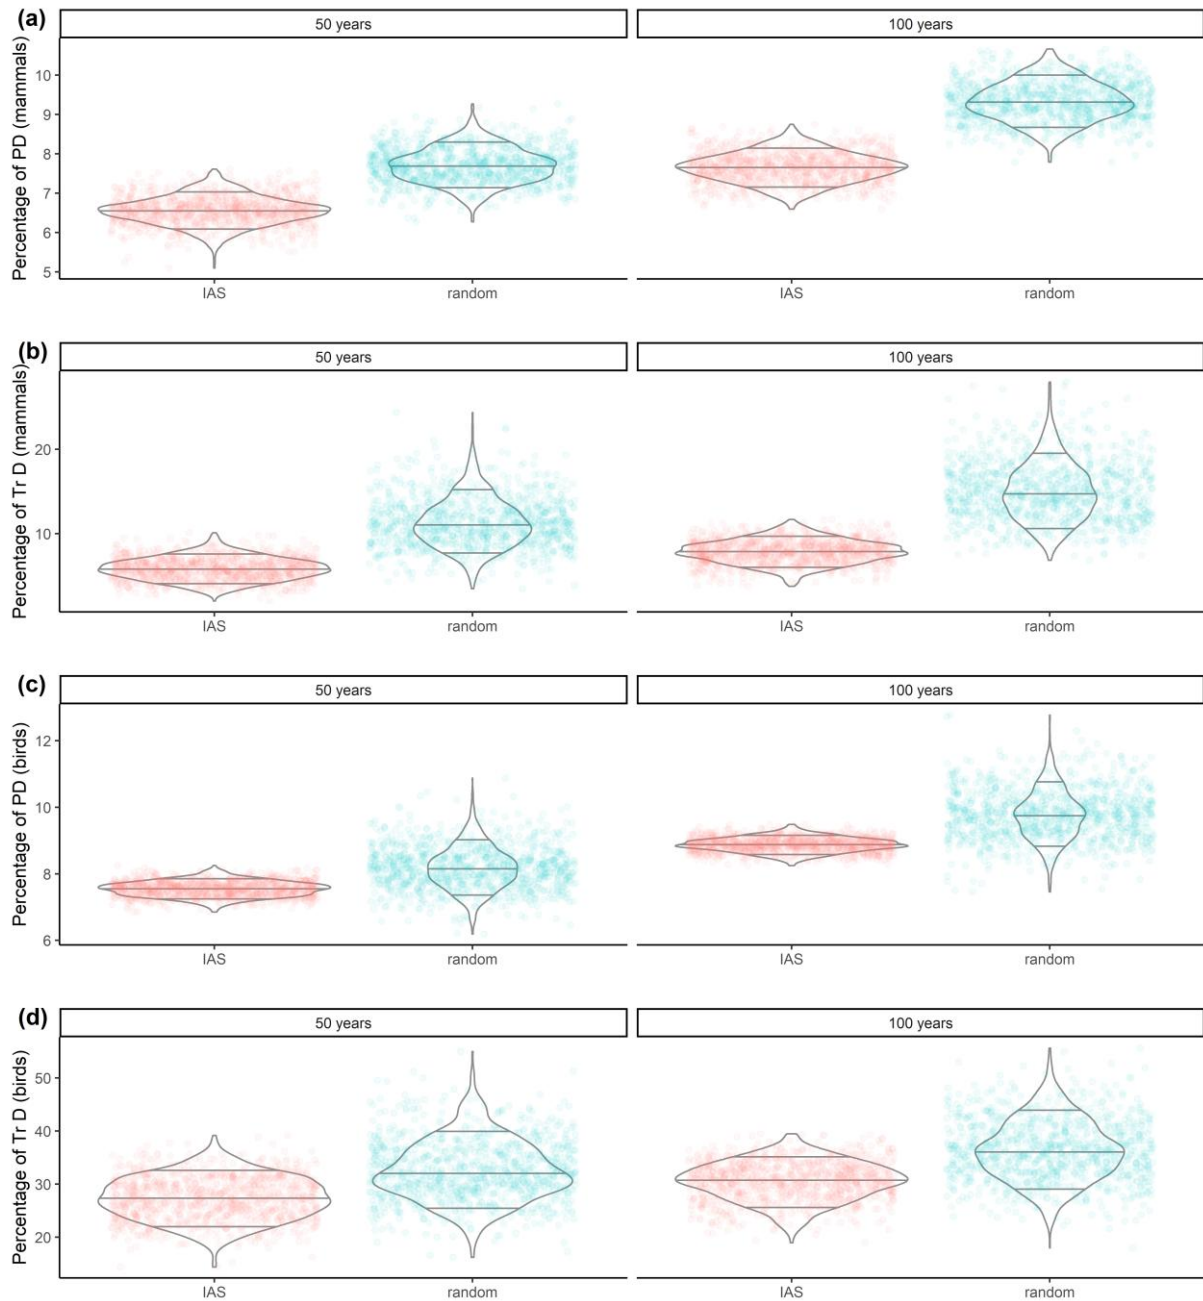 (a)
50 years
100 years
Percentage of PD (mammals)
10
9
8
7
6
5
IAS
random
IAS
random
(b)
50 years
100 years
Percentage of Tr D (mammals)
20
10
IAS
random
IAS
random
(c)
50 years
100 years
Percentage of PD (birds)
12
10
8
6
IAS
random
IAS
random
(d)
50 years
100 years
Percentage of Tr D (birds)
50
40
30
20
IAS
random
IAS
random